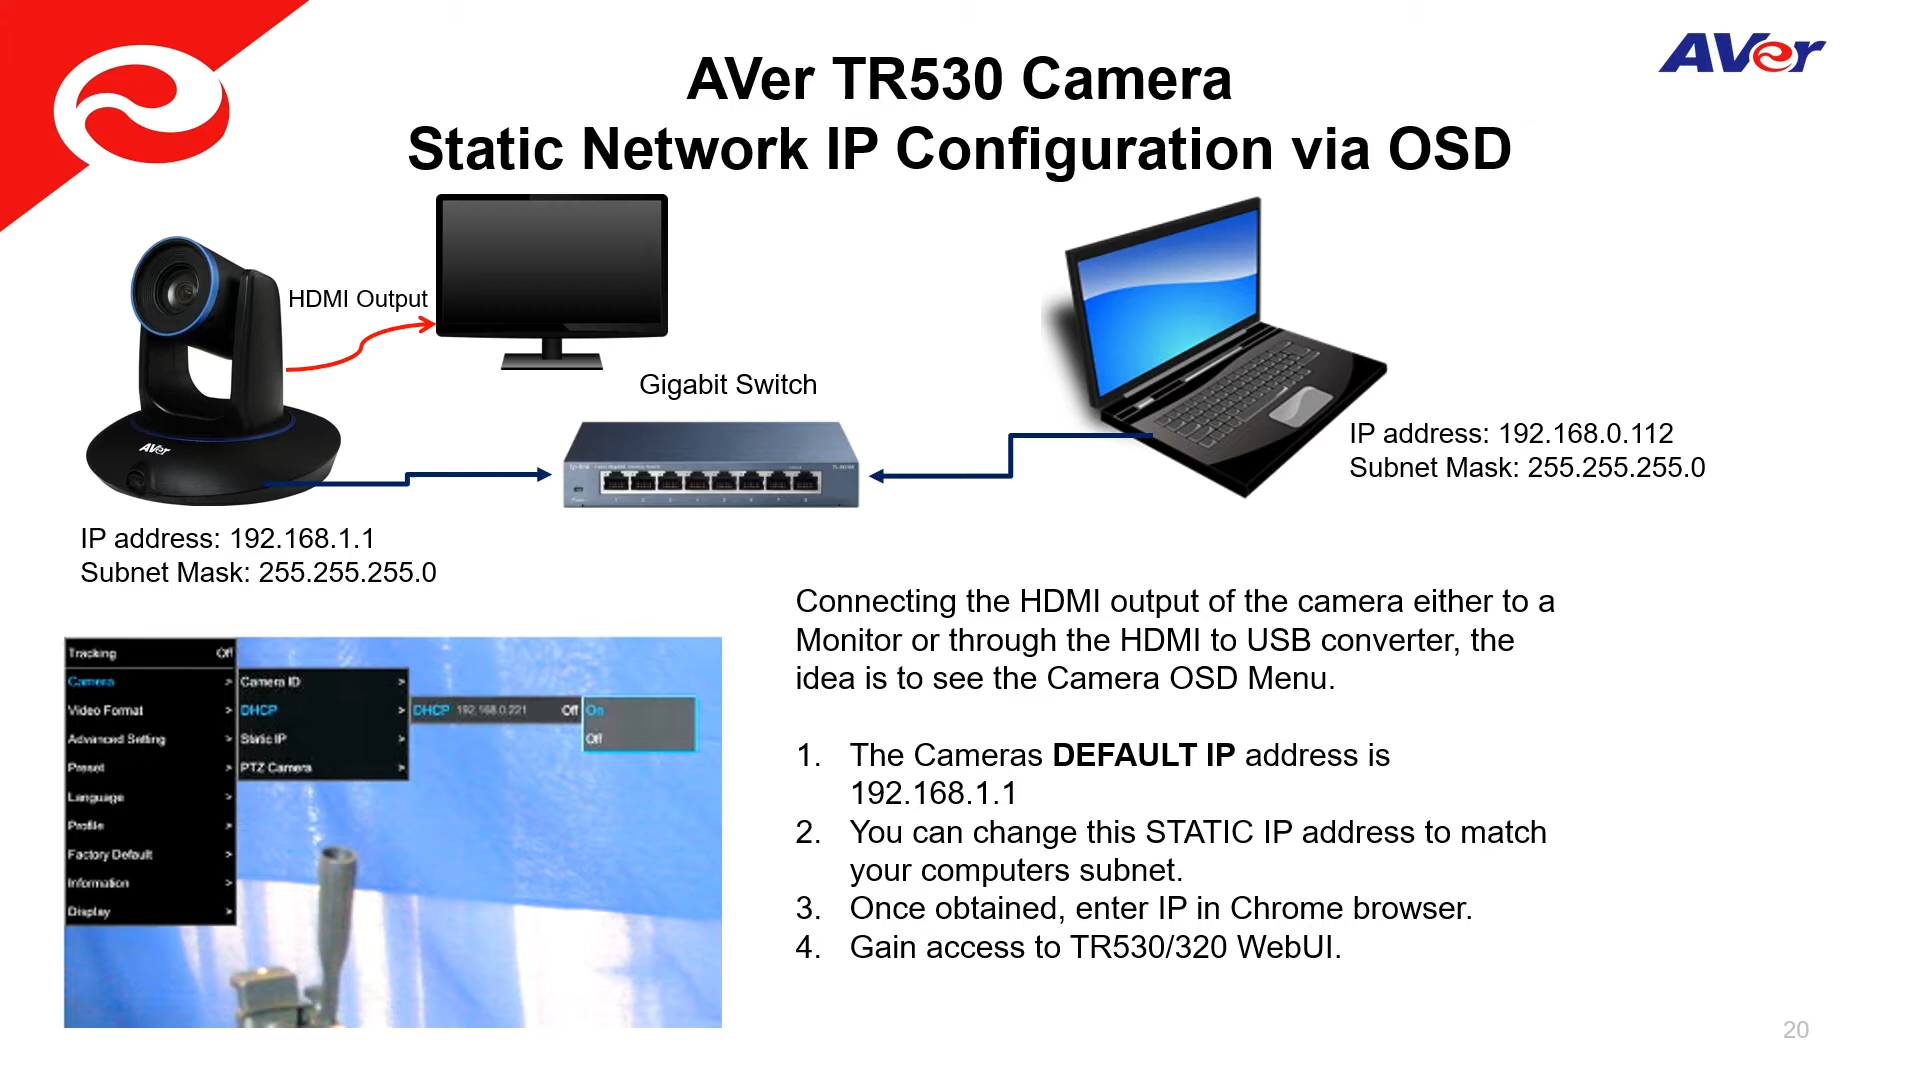 AVer
AVer TR530 Camera
Static Network IP Configuration via OSD
HDMI Output
Gigabit Switch
AVer
tp-link
IP address: 192.168.0.112
Subnet Mask: 255.255.255.0
IP address: 192.168.1.1
Subnet Mask: 255.255.255.0
Connecting the HDMI output of the camera either to a
Monitor or through the HDMI to USB converter, the
idea is to see the Camera OSD Menu.
1. The Cameras DEFAULT IP address is
192.168.1.1
2. You can change this STATIC IP address to match
your computers subnet.
3. Once obtained, enter IP in Chrome browser.
4. Gain access to TR530/320 WebUI.
Tracking Off
Camera >
Video Format >
Advanced Setting >
Preset >
Language >
Profile >
Factory Default >
Information >
Display >
Camera ID >
DHCP >
Static IP >
PTZ Camera >
DHCP 192.168.0.221 Off
On
Off
20